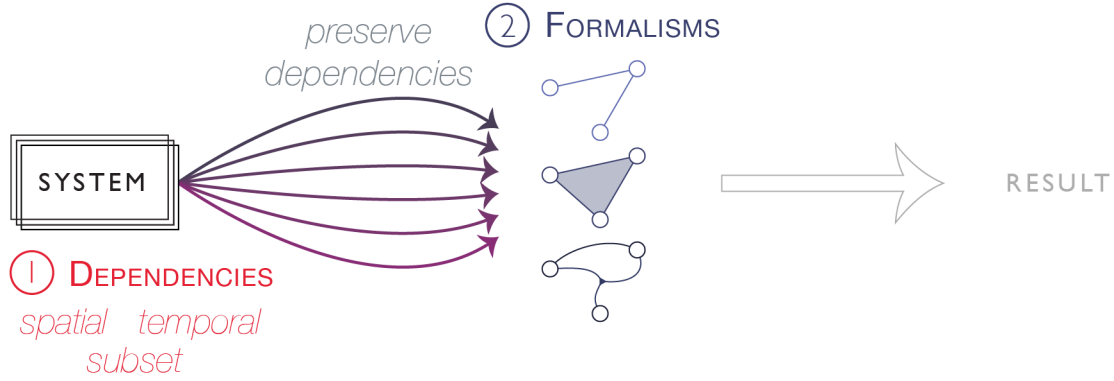 preserve
dependencies
2 FORMALISMS
SYSTEM
RESULT
1 DEPENDENCIES
spatial temporal
subset